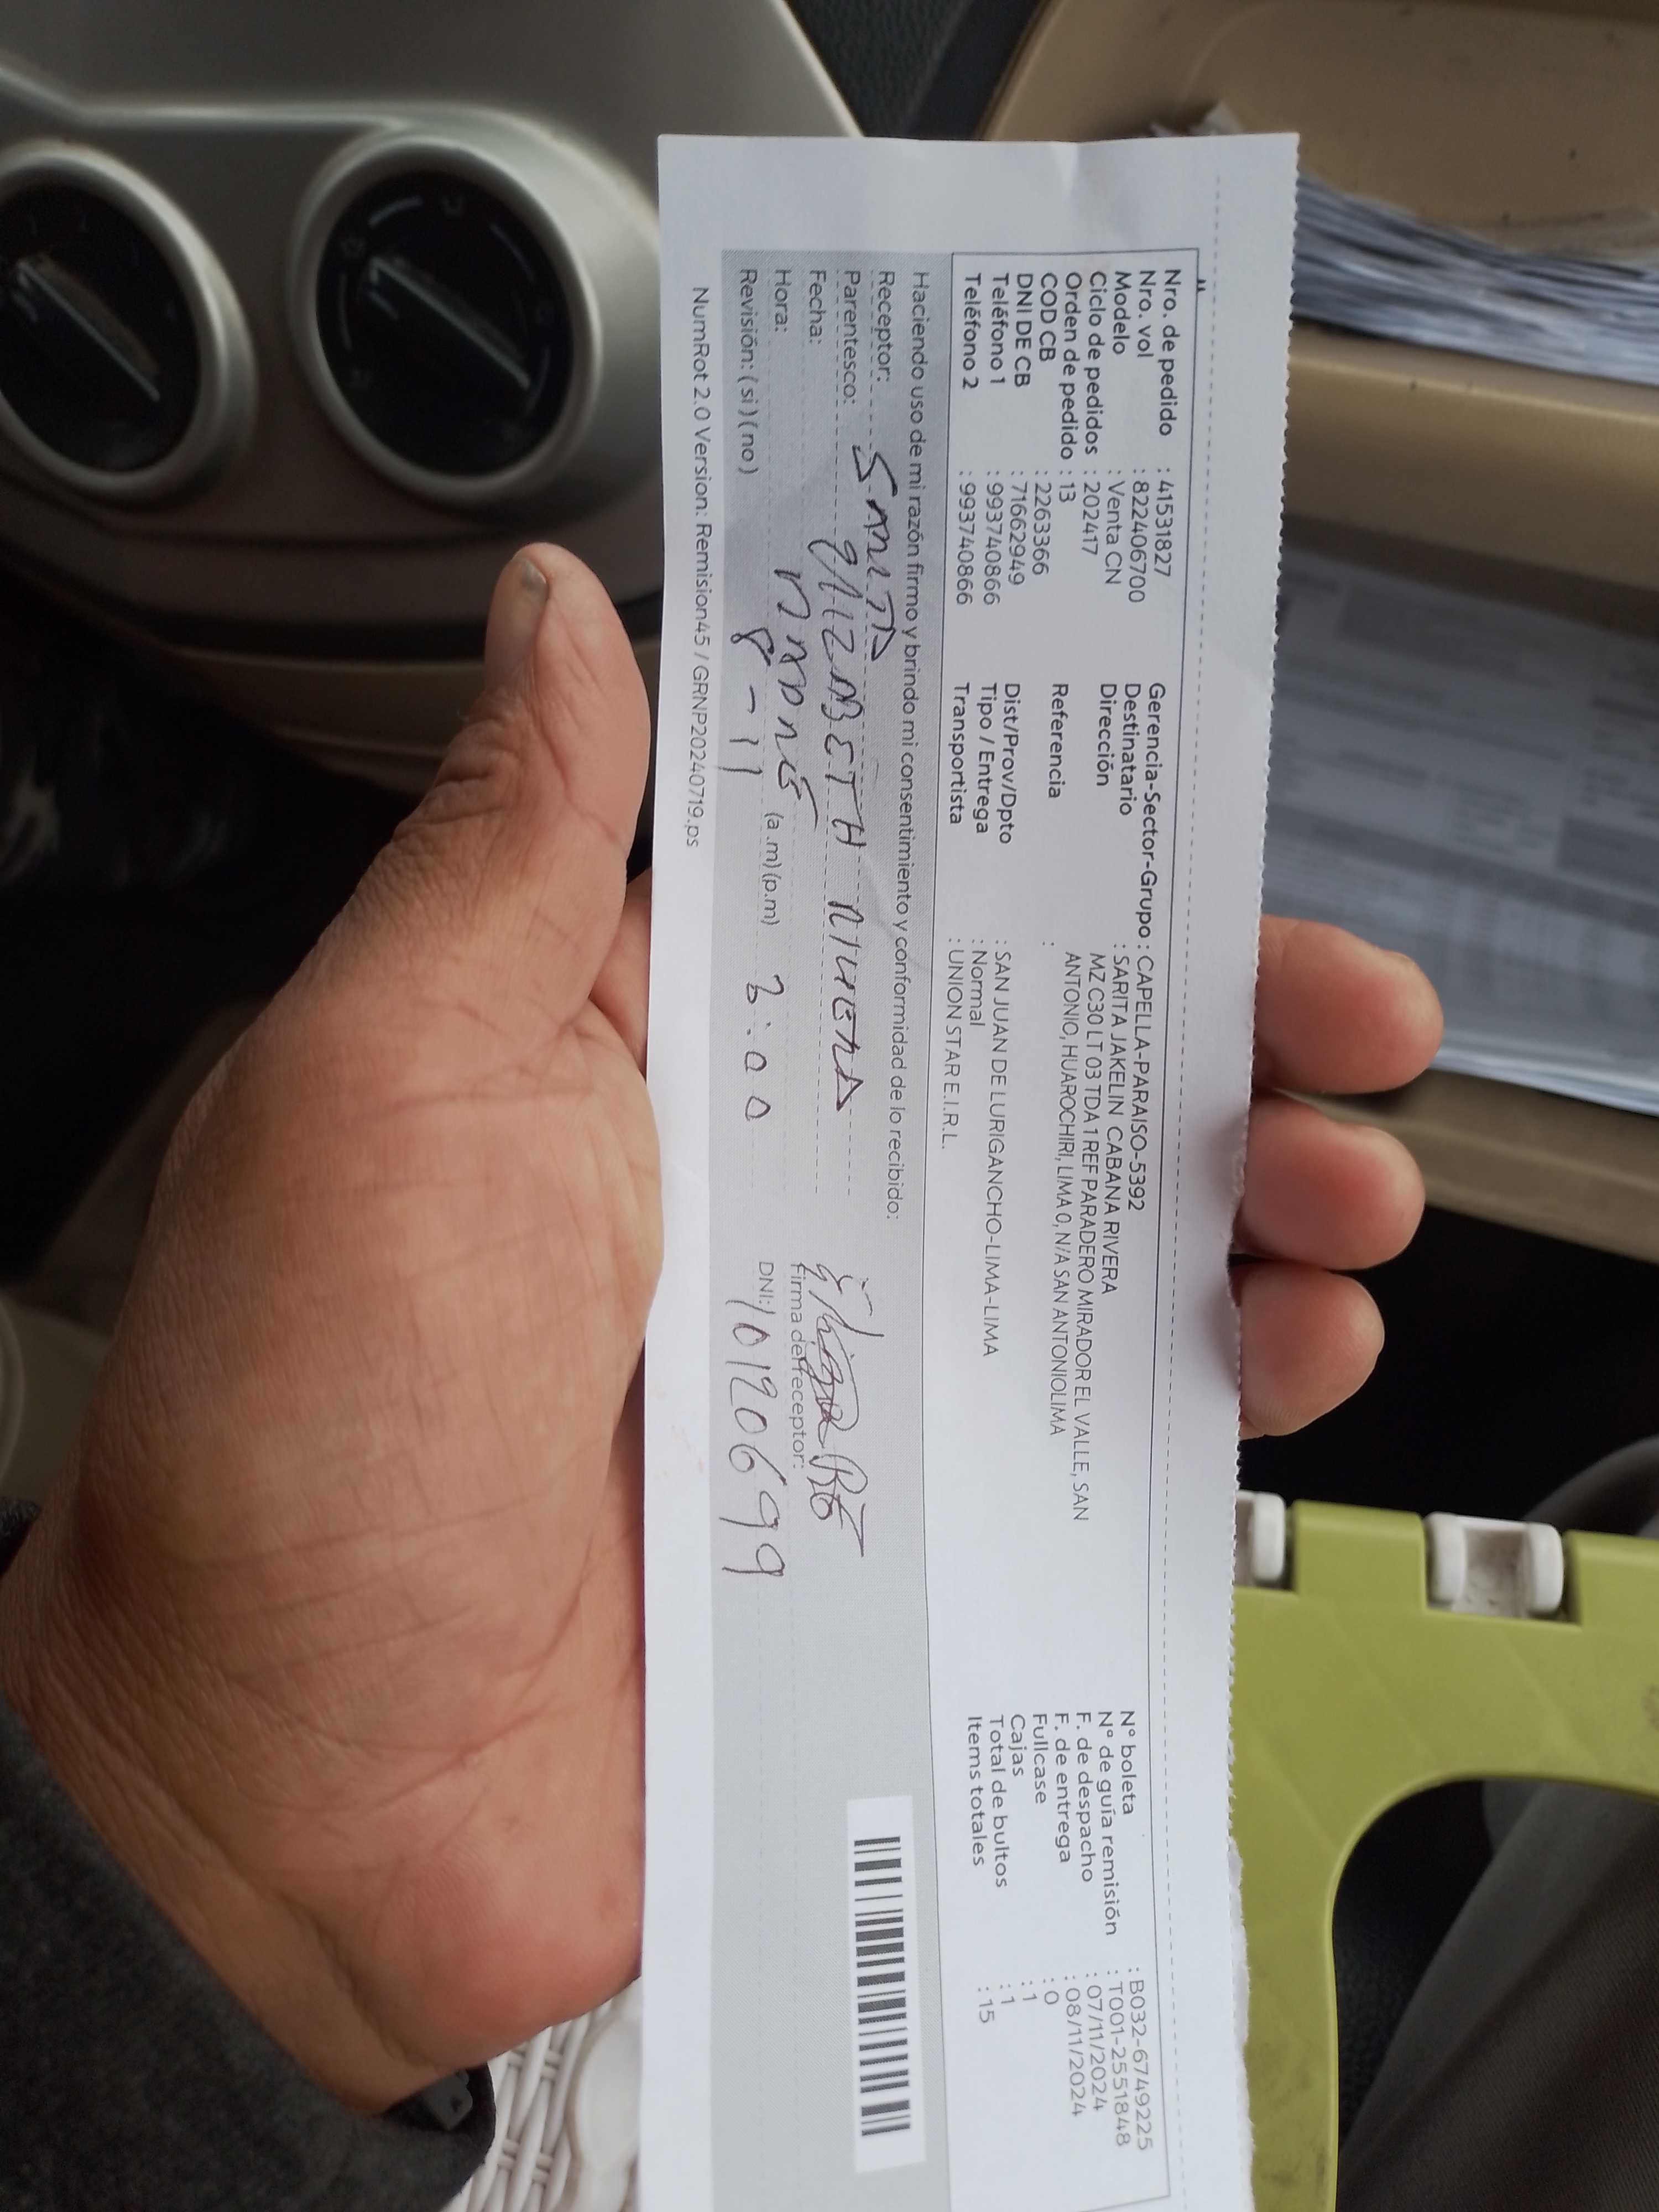 Nro. de pedido : 41531827
Nro. vol : 822406700
Modelo : Venta CN
Ciclo de pedidos : 202417
Orden de pedido : 13
COD CB : 2263366
DNI DE CB : 71662949
Teléfono 1 : 993740866
Teléfono 2 : 993740866
Gerencia-Sector-Grupo : CAPELLA-PARAISO-5392
Destinatario : SARITA JAKELIN CABANA RIVERA
Dirección : MZ C30 LT 03 TDA 1 REF PARADERO MIRADOR EL VALLE, SAN
ANTONIO, HUAROCHIRI, LIMA 0, N/A SAN ANTONIOLIMA
Referencia :
Dist/Prov/Dpto : SAN JUAN DE LURIGANCHO-LIMA-LIMA
Tipo / Entrega : Normal
Transportista : UNION STAR E.I.R.L.
N° boleta : B032-6749225
N° de guía remisión : T001-2551848
F. de despacho : 07/11/2024
F. de entrega : 08/11/2024
Fullcase : 0
Cajas : 1
Total de bultos : 1
Items totales : 15
Haciendo uso de mi razón firmo y brindo mi consentimiento y conformidad de lo recibido:
Receptor:
Parentesco:
Fecha: 8-11
Hora: (a.m)(p.m) 3:00
Revisión: ( si ) ( no )
Firma del receptor:
DNI: 10190699
NumRot 2.0 Version: Remision45 / GRNP20240719.ps